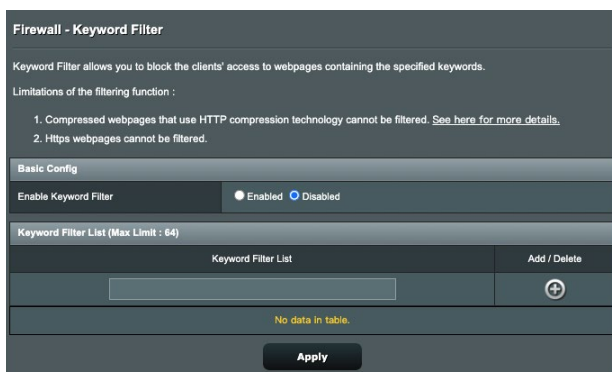 Firewall - Keyword Filter
Keyword Filter allows you to block the clients' access to webpages containing the specified keywords.
Limitations of the filtering function :
1. Compressed webpages that use HTTP compression technology cannot be filtered. See here for more details.
2. Https webpages cannot be filtered.
Basic Config
Enable Keyword Filter Enabled Disabled
Keyword Filter List (Max Limit : 64)
Keyword Filter List Add / Delete
No data in table.
Apply